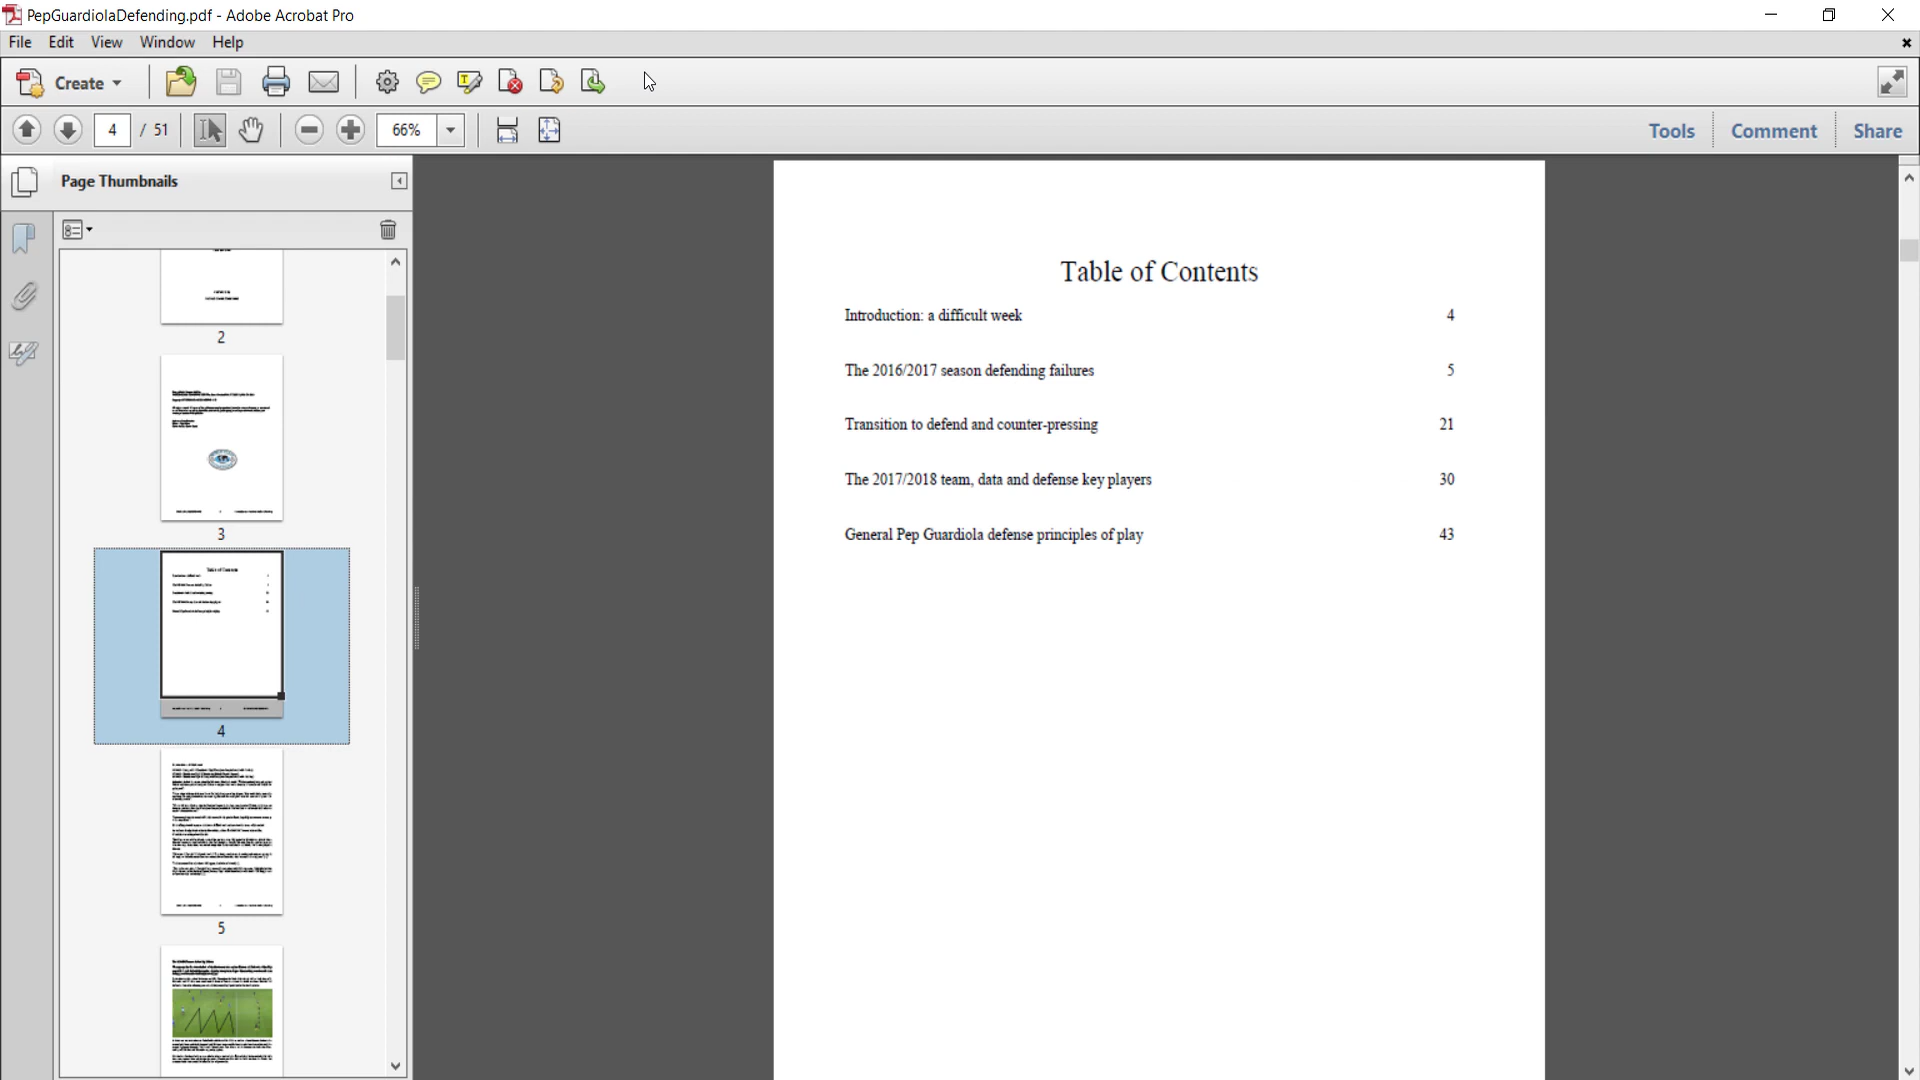 PepGuardiolaDefending.pdf - Adobe Acrobat Pro
File Edit View Window Help
Create
4 / 51 66% Tools Comment Share
Page Thumbnails
2
3
Table of Contents
4
5
Table of Contents
Introduction: a difficult week 4
The 2016/2017 season defending failures 5
Transition to defend and counter-pressing 21
The 2017/2018 team, data and defense key players 30
General Pep Guardiola defense principles of play 43